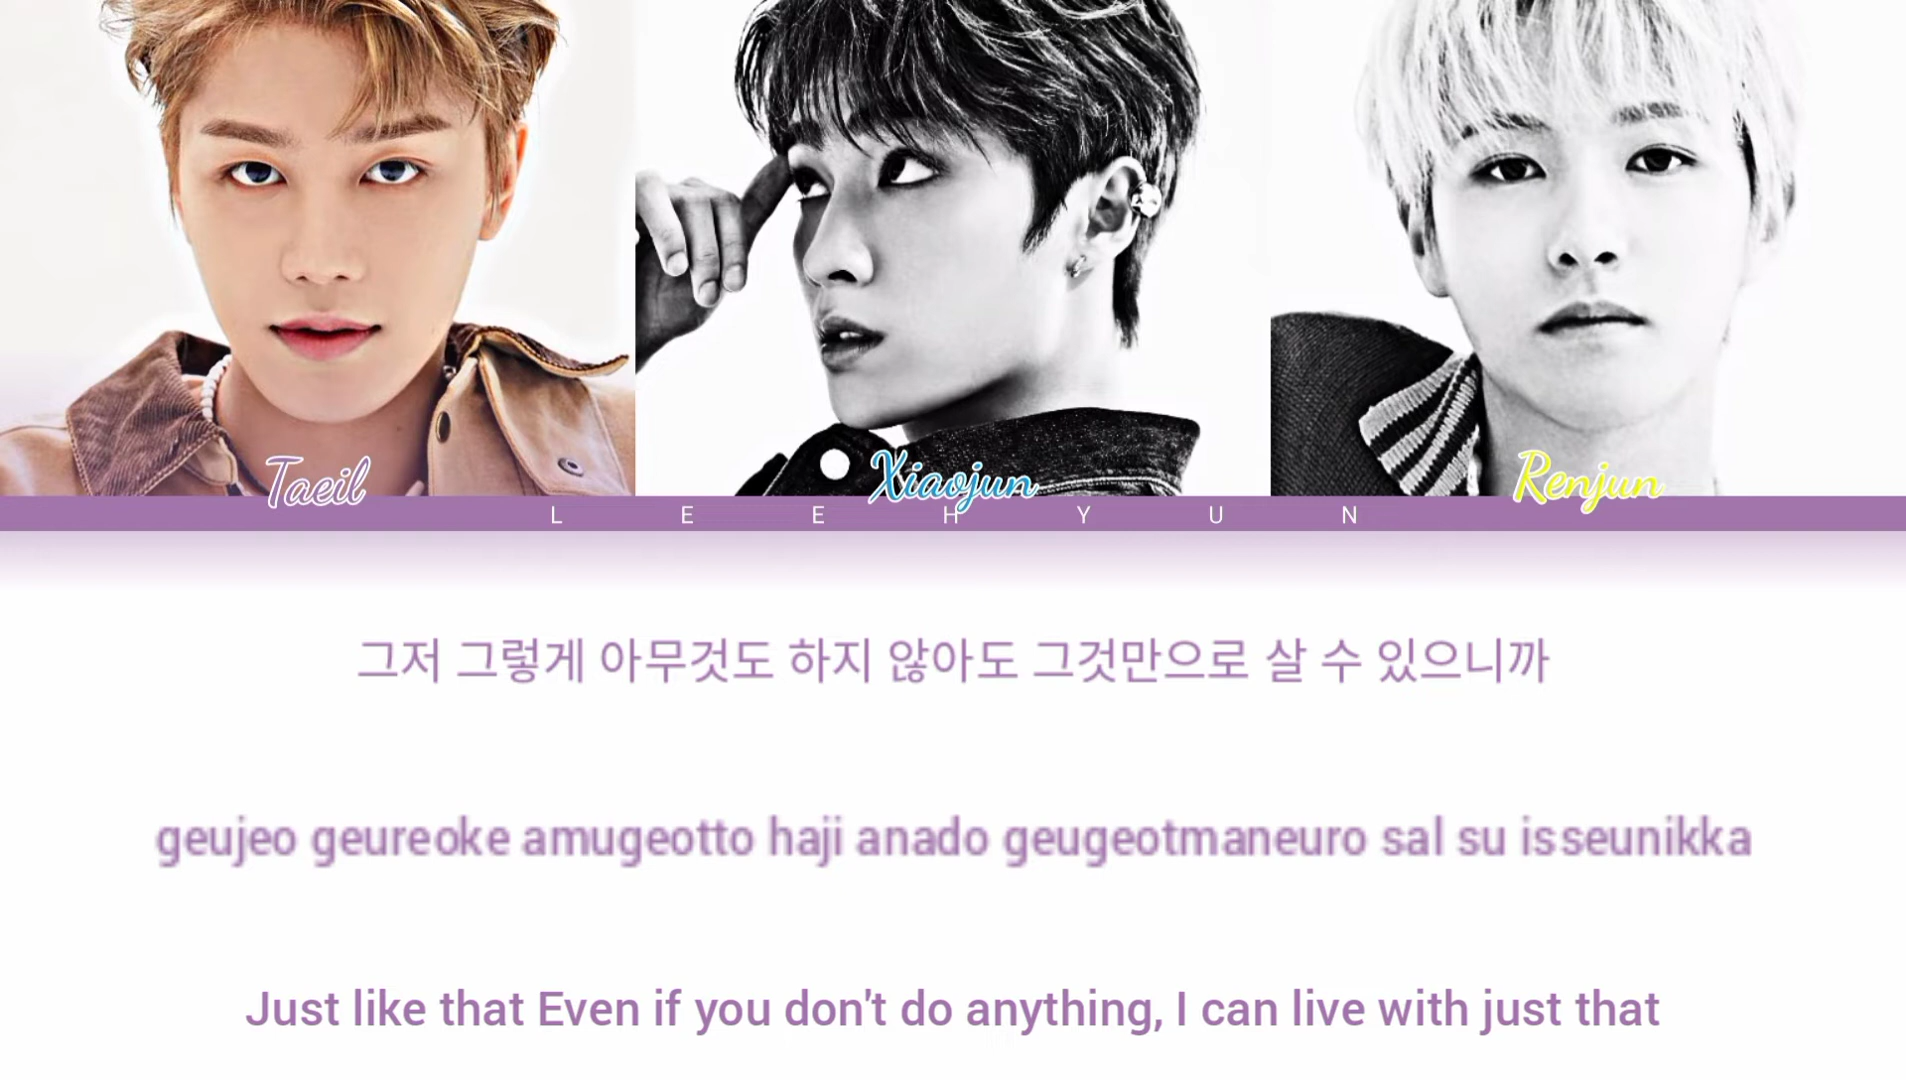 Taeil Xiaojun Renjun
LEEHYUN
그저 그렇게 아무것도 하지 않아도 그것만으로 살 수 있으니까
geujeo geureoke amugeotto haji anado geugeotmaneuro sal su isseunikka
Just like that Even if you don't do anything, I can live with just that